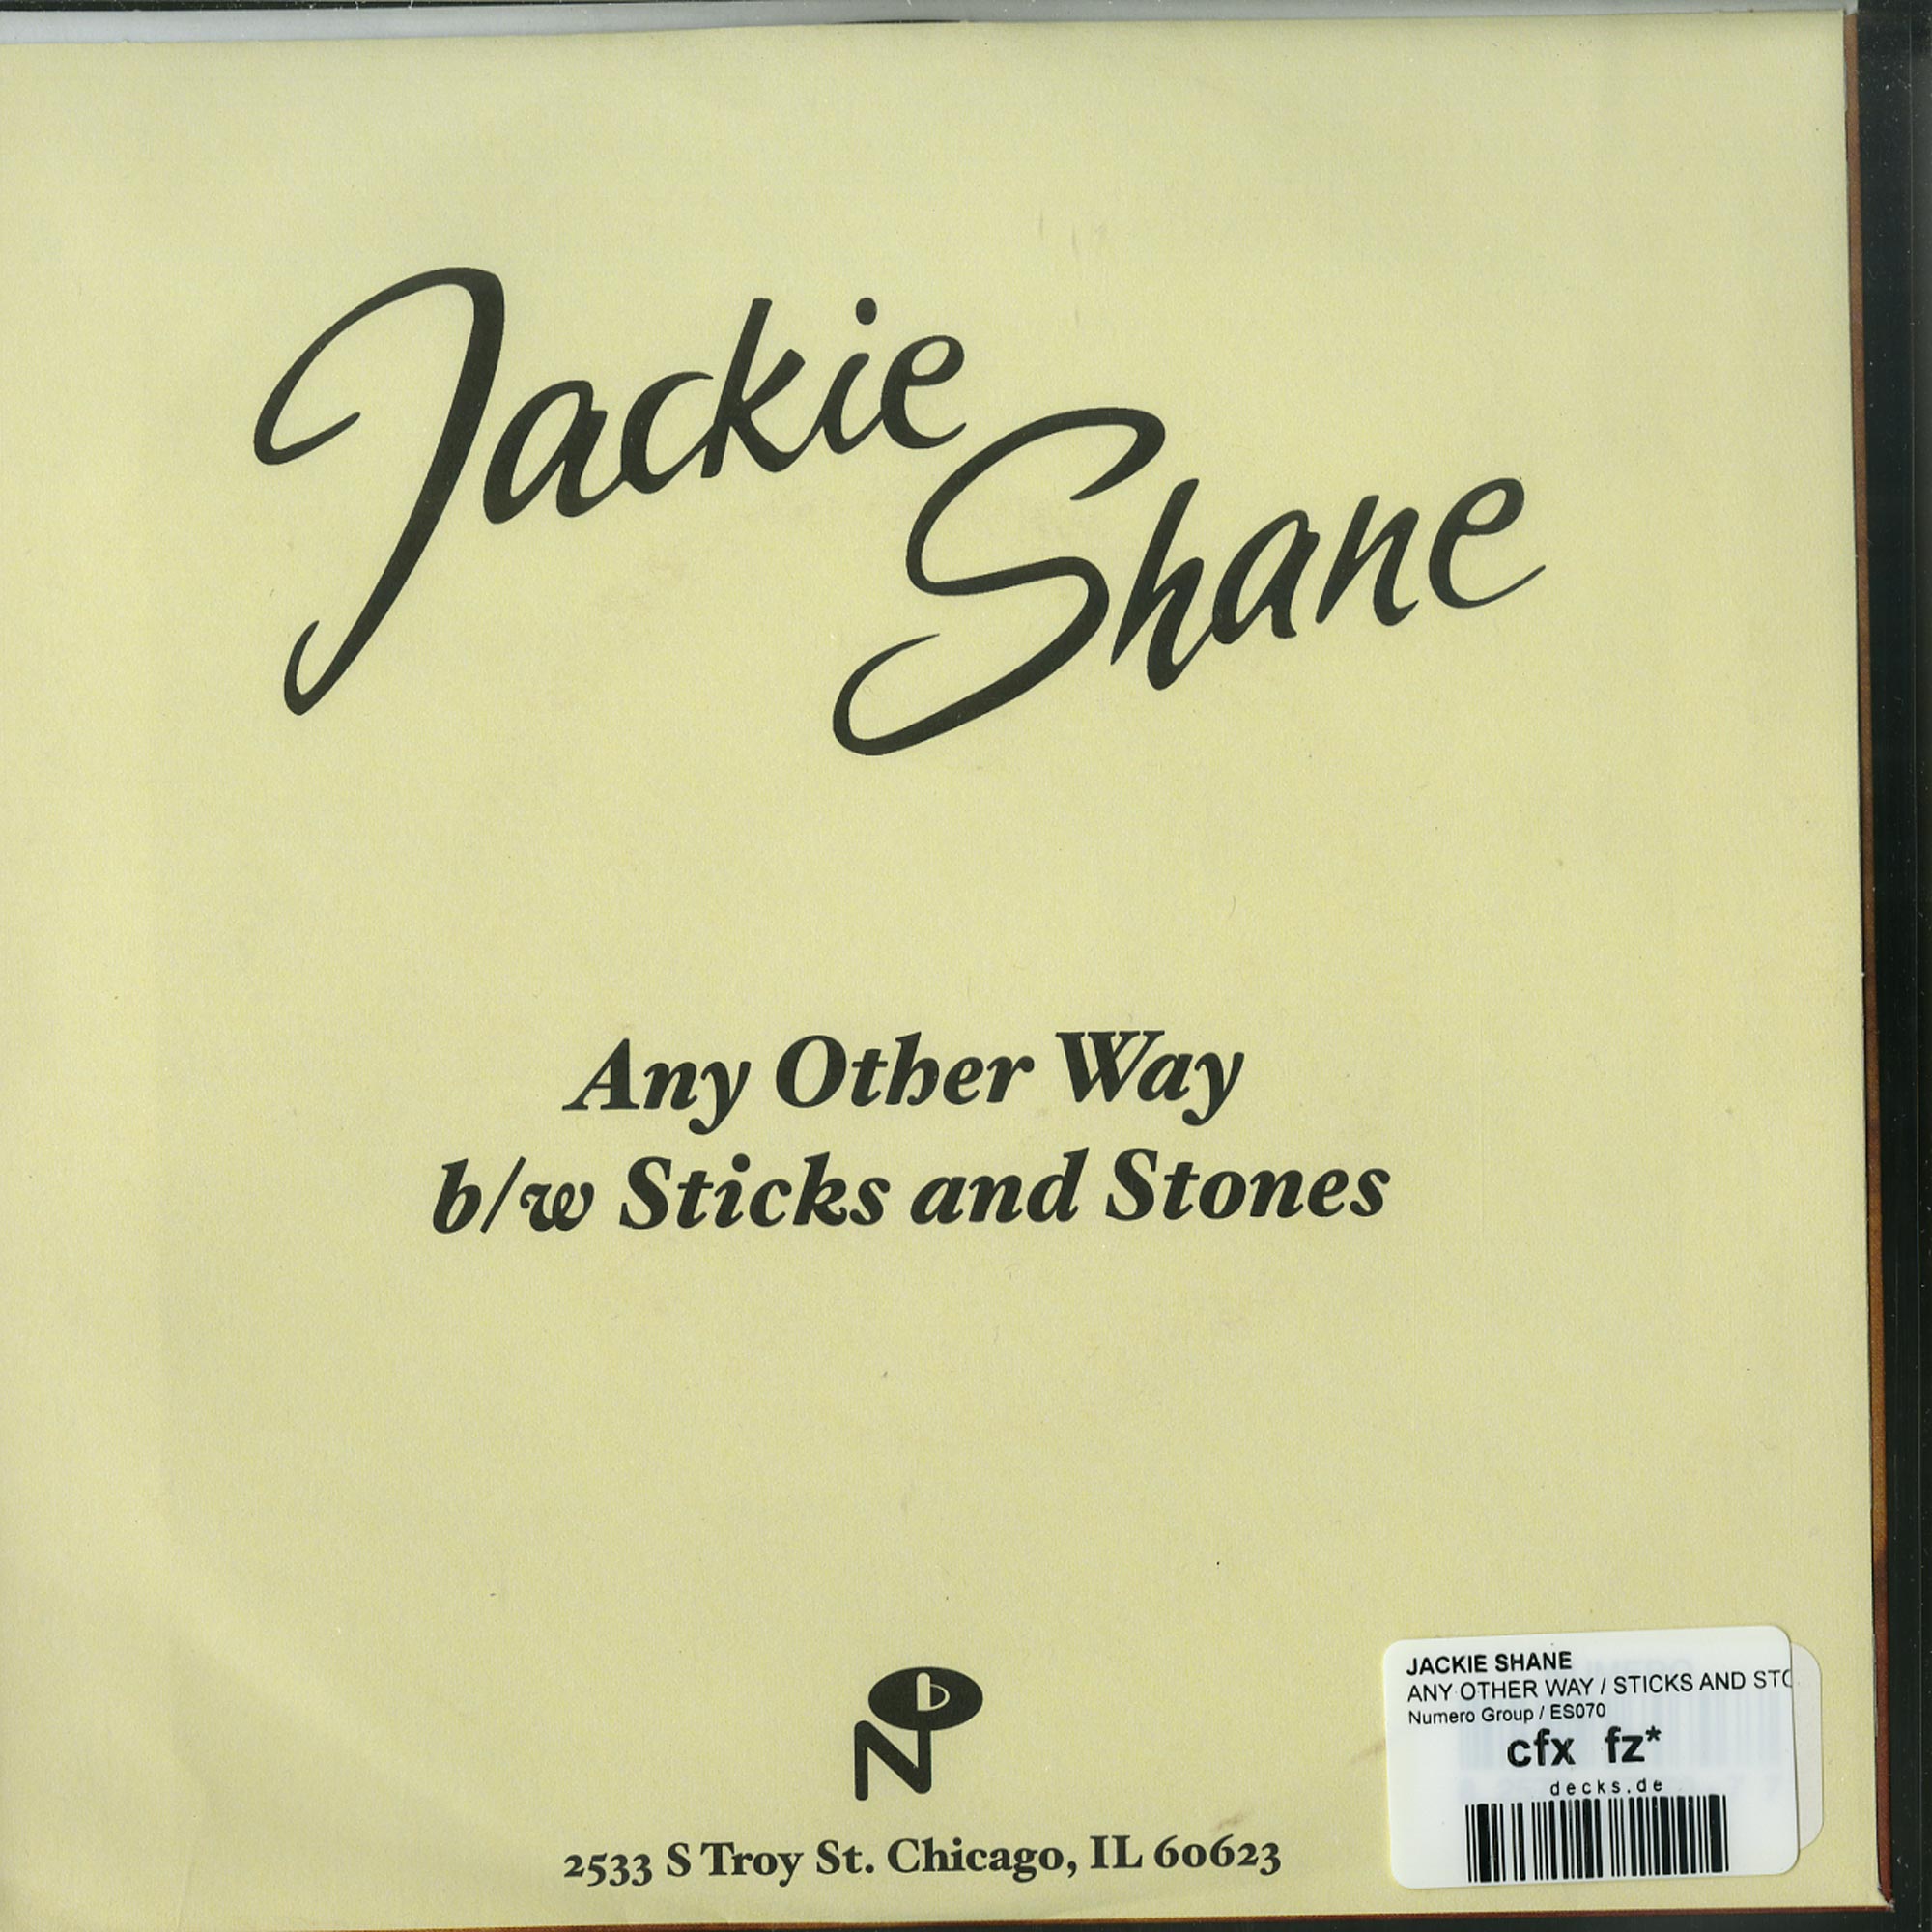 Jackie
Shane
Any Other Way
b/w Sticks and Stones
2533 S Troy St. Chicago, IL 60623
JACKIE SHANE
ANY OTHER WAY / STICKS AND STO
Numero Group / ES070
cfx fz*
decks.de